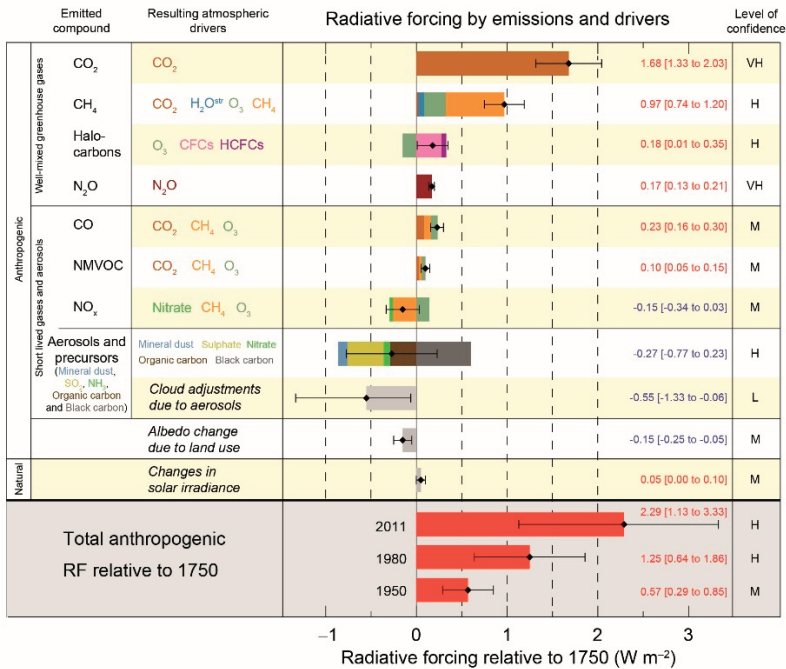 Emitted compound
Resulting atmospheric drivers
Radiative forcing by emissions and drivers
Level of confidence
Anthropogenic
Well-mixed greenhouse gases
CO₂
CO₂
1.68 [1.33 to 2.03]
VH
CH₄
CO₂ H₂Oˢᵗʳ O₃ CH₄
0.97 [0.74 to 1.20]
H
Halo-
carbons
O₃ CFCs HCFCs
0.18 [0.01 to 0.35]
H
N₂O
N₂O
0.17 [0.13 to 0.21]
VH
Short lived gases and aerosols
CO
CO₂ CH₄ O₃
0.23 [0.16 to 0.30]
M
NMVOC
CO₂ CH₄ O₃
0.10 [0.05 to 0.15]
M
NOₓ
Nitrate CH₄ O₃
-0.15 [-0.34 to 0.03]
M
Aerosols and
precursors
(Mineral dust,
SO₂, NH₃,
Organic carbon
and Black carbon)
Mineral dust Sulphate Nitrate
Organic carbon Black carbon
-0.27 [-0.77 to 0.23]
H
Cloud adjustments
due to aerosols
-0.55 [-1.33 to -0.06]
L
Albedo change
due to land use
-0.15 [-0.25 to -0.05]
M
Natural
Changes in
solar irradiance
0.05 [0.00 to 0.10]
M
Total anthropogenic
RF relative to 1750
2011
2.29 [1.13 to 3.33]
H
1980
1.25 [0.64 to 1.86]
H
1950
0.57 [0.29 to 0.85]
M
−1 0 1 2 3
Radiative forcing relative to 1750 (W m⁻²)